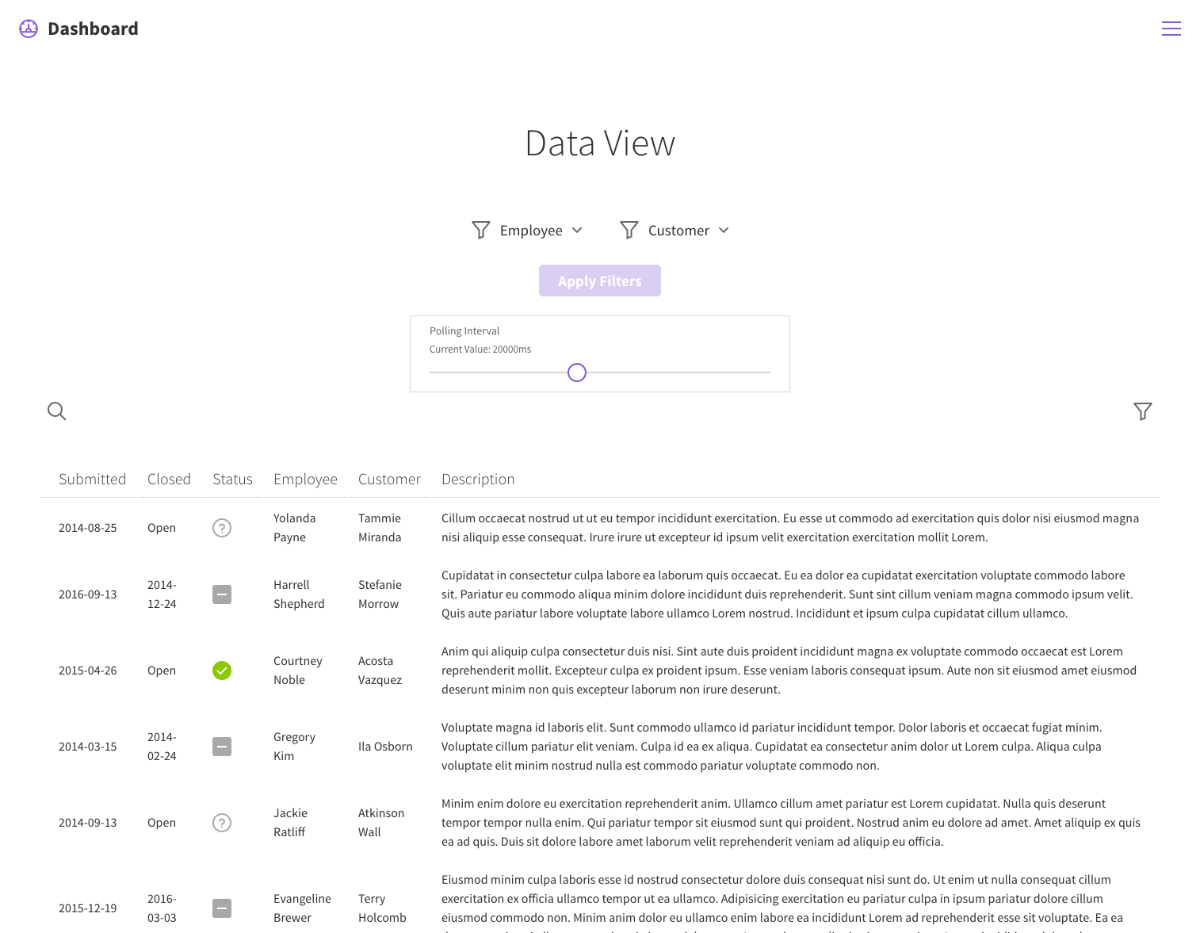 Dashboard
Data View
Employee
Customer
Apply Filters
Polling Interval
Current Value: 20000ms
Submitted Closed Status Employee Customer Description
2014-08-25 Open ? Yolanda Payne Tammie Miranda
Cillum occaecat nostrud ut ut eu tempor incididunt exercitation. Eu esse ut commodo ad exercitation quis dolor nisi eiusmod magna
nisi aliquip esse consequat. Irure irure ut excepteur id ipsum velit exercitation exercitation mollit Lorem.
2016-09-13 2014-12-24 Harrell Shepherd Stefanie Morrow
Cupidatat in consectetur culpa labore ea laborum quis occaecat. Eu ea dolor ea cupidatat exercitation voluptate commodo labore
sit. Pariatur eu commodo aliqua minim dolore incididunt duis reprehenderit. Sunt sint cillum veniam magna commodo ipsum velit.
Quis aute pariatur labore voluptate labore ullamco Lorem nostrud. Incididunt et ipsum culpa cupidatat cillum ullamco.
2015-04-26 Open Courtney Noble Acosta Vazquez
Anim qui aliquip culpa consectetur duis nisi. Sint aute duis proident incididunt magna ex voluptate commodo occaecat est Lorem
reprehenderit mollit. Excepteur culpa ex proident ipsum. Esse veniam laboris consequat ipsum. Aute non sit eiusmod amet eiusmod
deserunt minim non quis excepteur laborum non irure deserunt.
2014-03-15 2014-02-24 Gregory Kim Ila Osborn
Voluptate magna id laboris elit. Sunt commodo ullamco id pariatur incididunt tempor. Dolor laboris et occaecat fugiat minim.
Voluptate cillum pariatur elit veniam. Culpa id ea ex aliqua. Cupidatat ea consectetur anim dolor ut Lorem culpa. Aliqua culpa
voluptate elit minim nostrud nulla est commodo pariatur voluptate commodo non.
2014-09-13 Open ? Jackie Ratliff Atkinson Wall
Minim enim dolore eu exercitation reprehenderit anim. Ullamco cillum amet pariatur est Lorem cupidatat. Nulla quis deserunt
tempor tempor nulla enim. Qui pariatur tempor sit eiusmod sunt qui proident. Nostrud anim eu dolore ad amet. Amet aliquip ex quis
ea ad quis. Duis sit dolore labore amet laborum velit reprehenderit veniam ad aliquip eu officia.
2015-12-19 2016-03-03 Evangeline Brewer Terry Holcomb
Eiusmod minim culpa laboris esse id nostrud consectetur dolore duis consequat nisi sunt do. Ut enim ut nulla consequat cillum
exercitation ex officia ullamco tempor ut ea ullamco. Adipisicing exercitation eu pariatur culpa in ipsum pariatur dolore cillum
eiusmod commodo non. Minim anim dolor eu ullamco enim labore ea incididunt Lorem ad reprehenderit esse sit voluptate. Ea ea